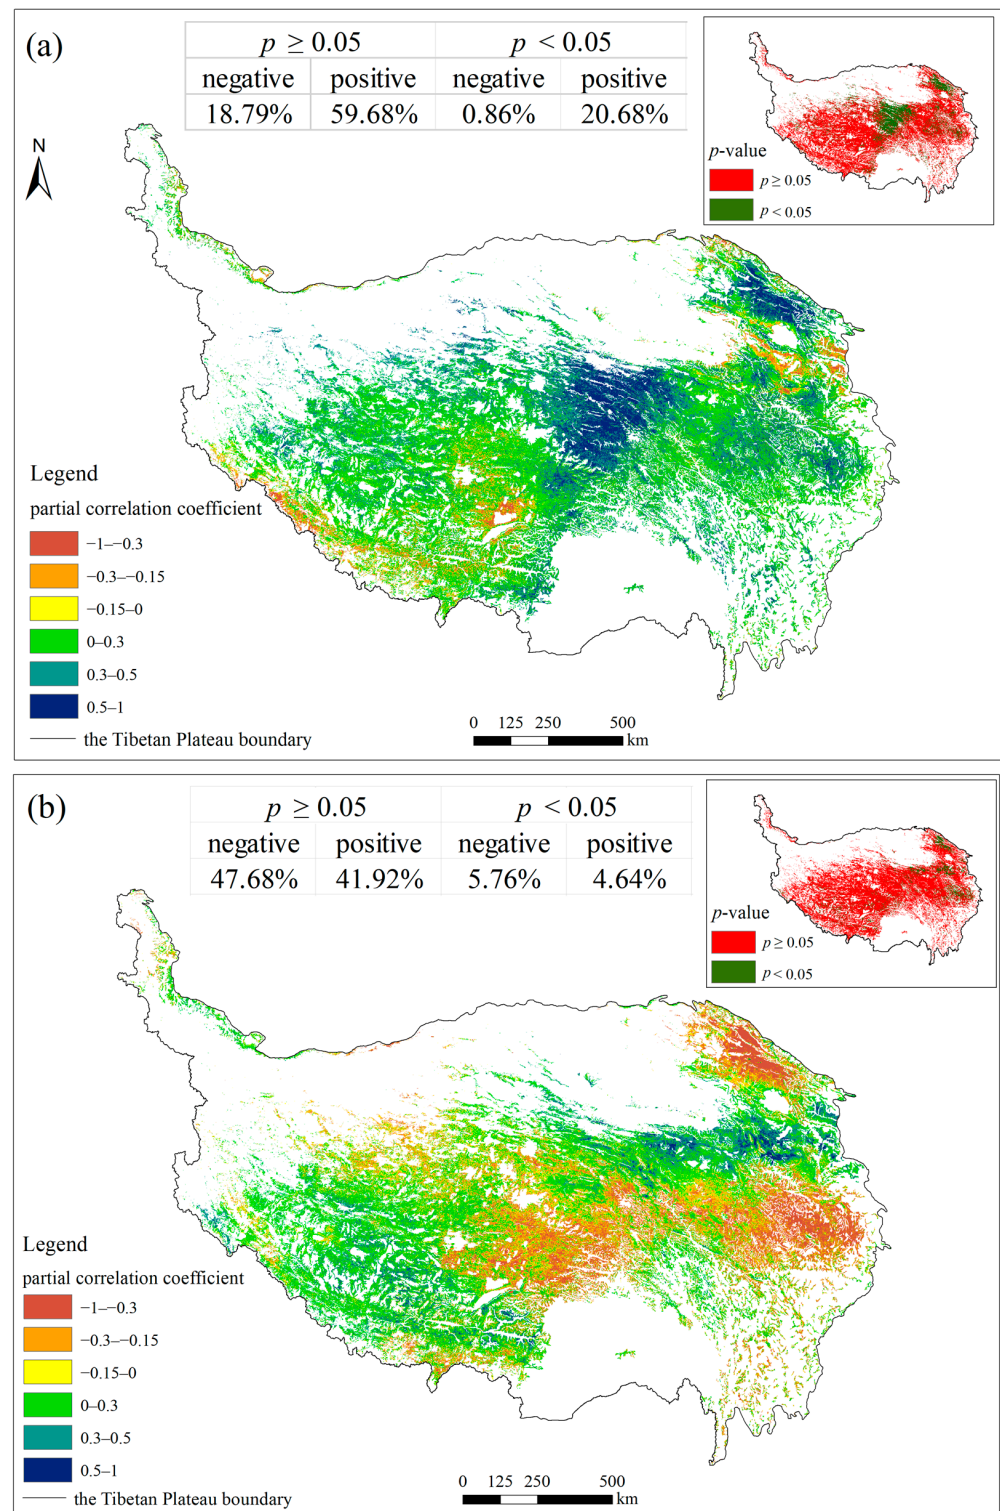 (a)
p ≥ 0.05 p < 0.05
negative positive negative positive
18.79% 59.68% 0.86% 20.68%
p-value
p ≥ 0.05
p < 0.05
N
Legend
partial correlation coefficient
−1–−0.3
−0.3–−0.15
−0.15–0
0–0.3
0.3–0.5
0.5–1
the Tibetan Plateau boundary
0 125 250 500
km
(b)
p ≥ 0.05 p < 0.05
negative positive negative positive
47.68% 41.92% 5.76% 4.64%
p-value
p ≥ 0.05
p < 0.05
Legend
partial correlation coefficient
−1–−0.3
−0.3–−0.15
−0.15–0
0–0.3
0.3–0.5
0.5–1
the Tibetan Plateau boundary
0 125 250 500
km